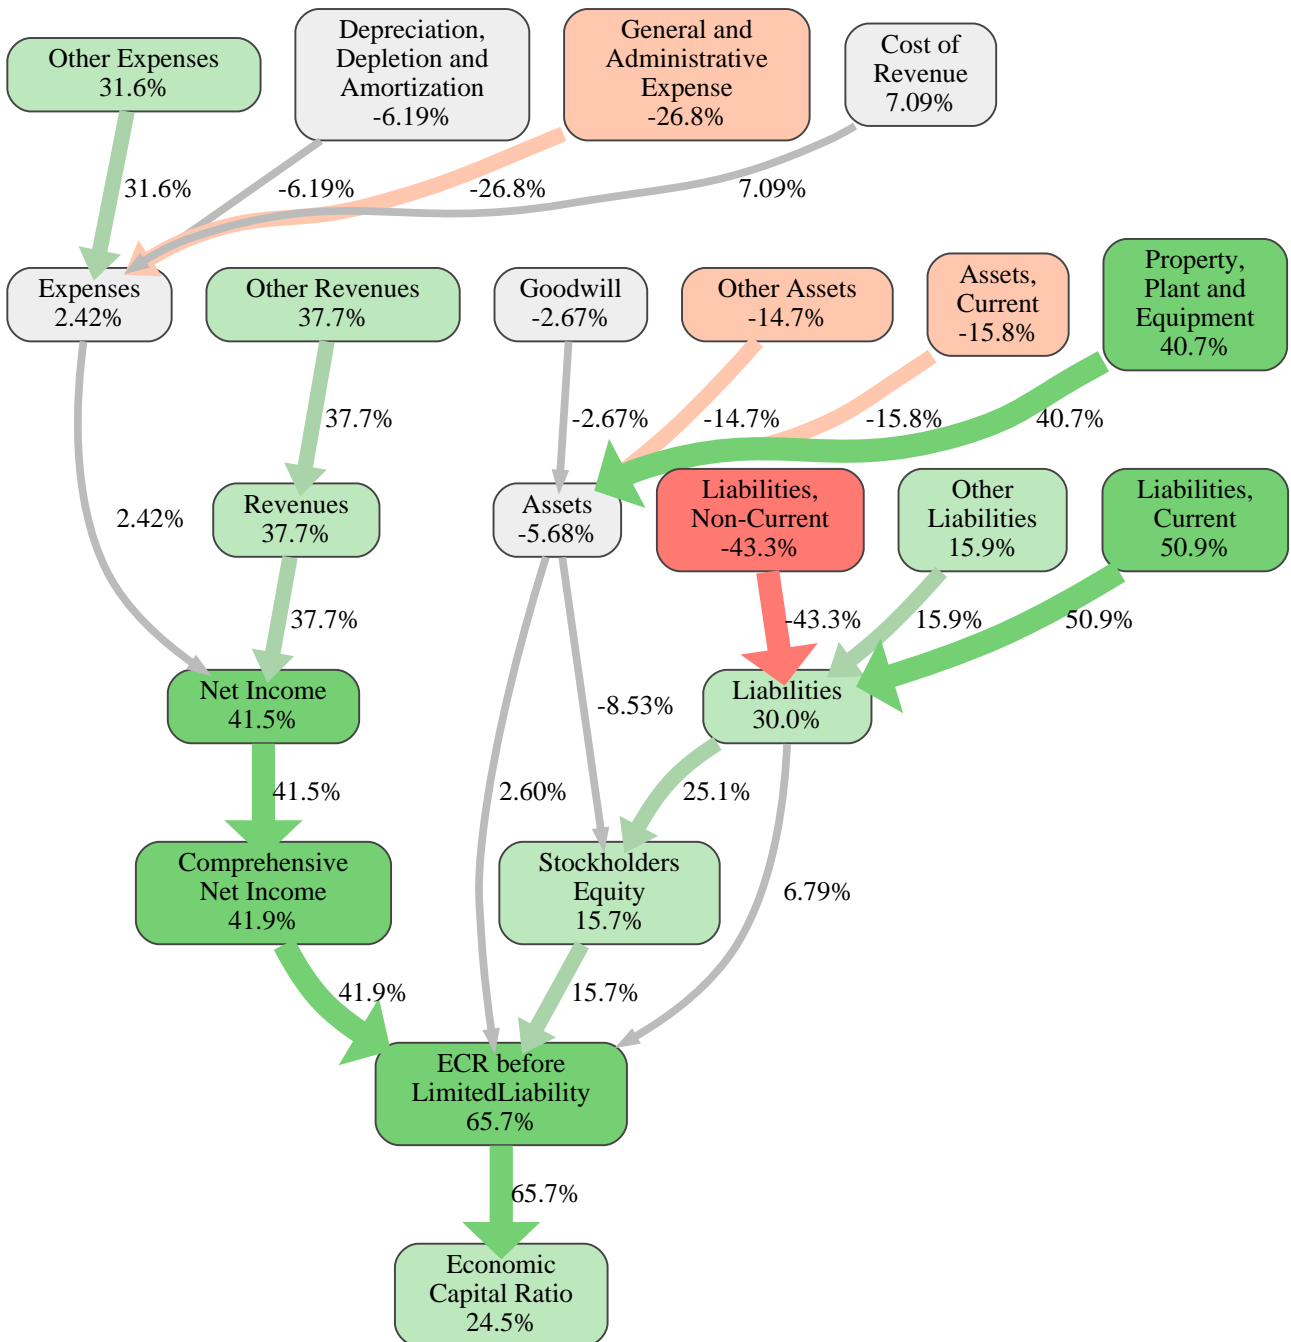 Other Expenses
31.6%
Depreciation,
Depletion and
Amortization
-6.19%
General and
Administrative
Expense
-26.8%
Cost of
Revenue
7.09%
31.6%
-6.19%
-26.8%
7.09%
Expenses
2.42%
Other Revenues
37.7%
Goodwill
-2.67%
Other Assets
-14.7%
Assets,
Current
-15.8%
Property,
Plant and
Equipment
40.7%
37.7%
-2.67%
-14.7%
-15.8%
40.7%
2.42%
Revenues
37.7%
Assets
-5.68%
Liabilities,
Non-Current
-43.3%
Other
Liabilities
15.9%
Liabilities,
Current
50.9%
37.7%
-43.3%
15.9%
50.9%
Net Income
41.5%
-8.53%
Liabilities
30.0%
41.5%
2.60%
25.1%
Comprehensive
Net Income
41.9%
Stockholders
Equity
15.7%
6.79%
41.9%
15.7%
ECR before
LimitedLiability
65.7%
65.7%
Economic
Capital Ratio
24.5%